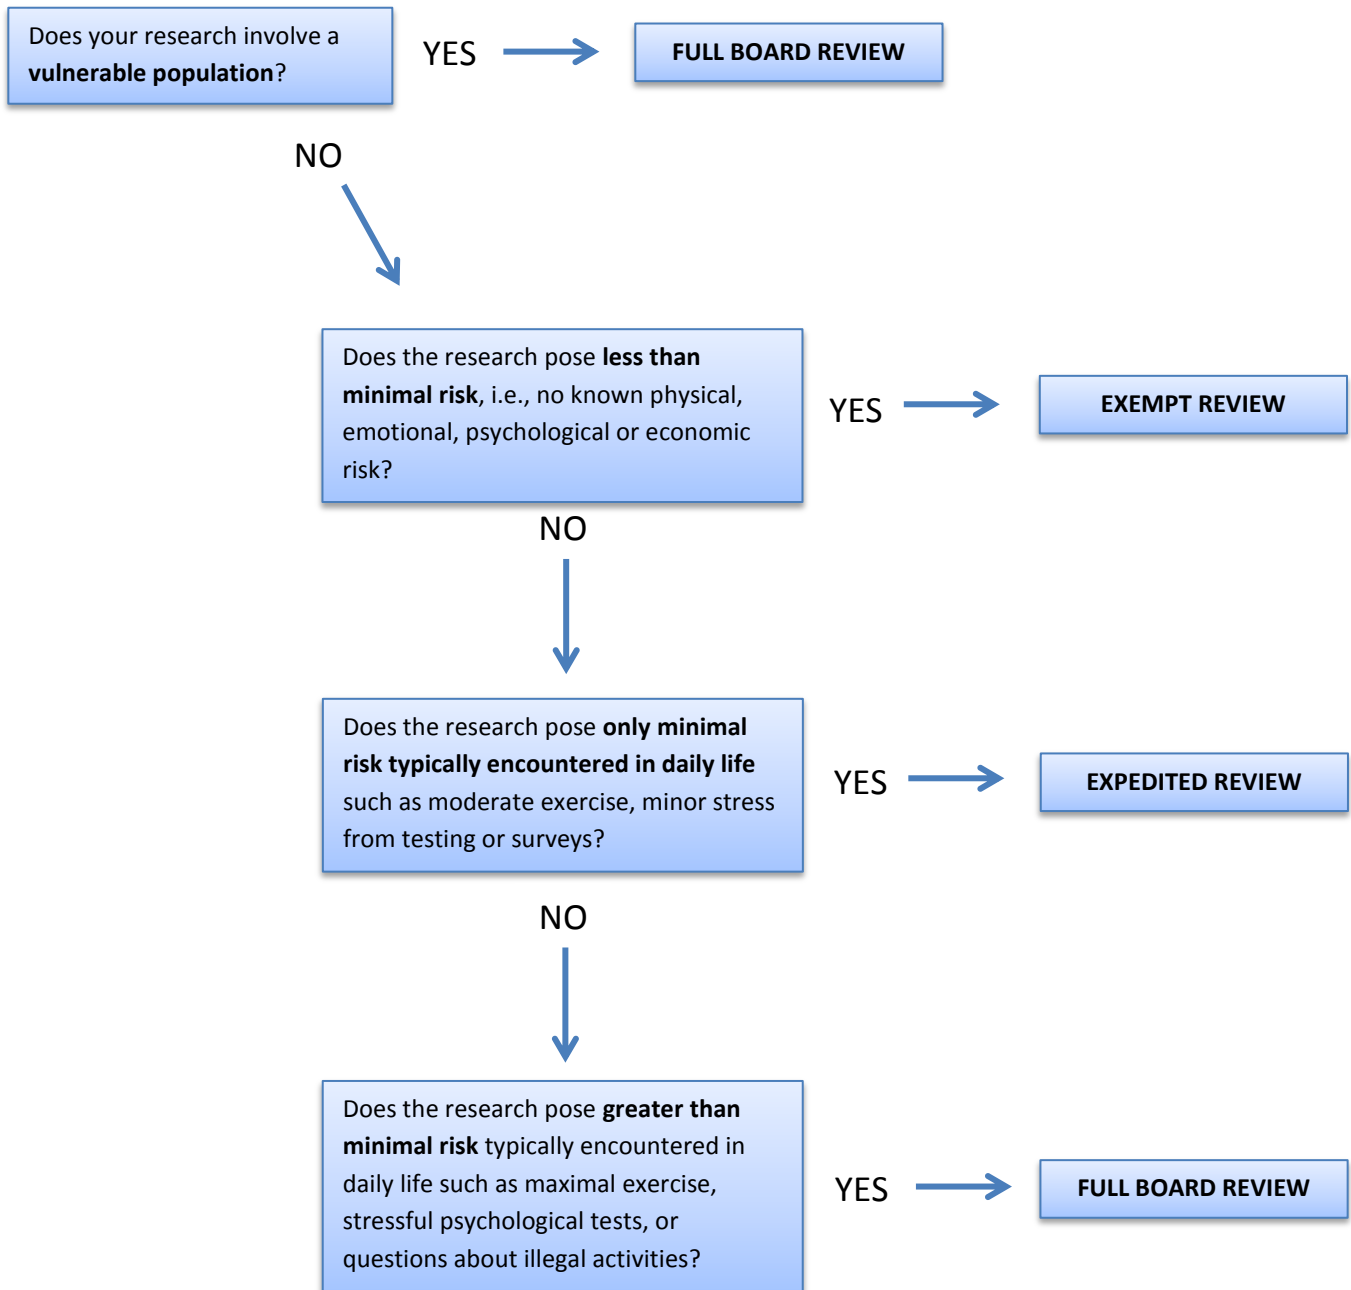 Does your research involve a
vulnerable population?
YES
FULL BOARD REVIEW
NO
Does the research pose less than
minimal risk, i.e., no known physical,
emotional, psychological or economic
risk?
YES
EXEMPT REVIEW
NO
Does the research pose only minimal
risk typically encountered in daily life
such as moderate exercise, minor stress
from testing or surveys?
YES
EXPEDITED REVIEW
NO
Does the research pose greater than
minimal risk typically encountered in
daily life such as maximal exercise,
stressful psychological tests, or
questions about illegal activities?
YES
FULL BOARD REVIEW